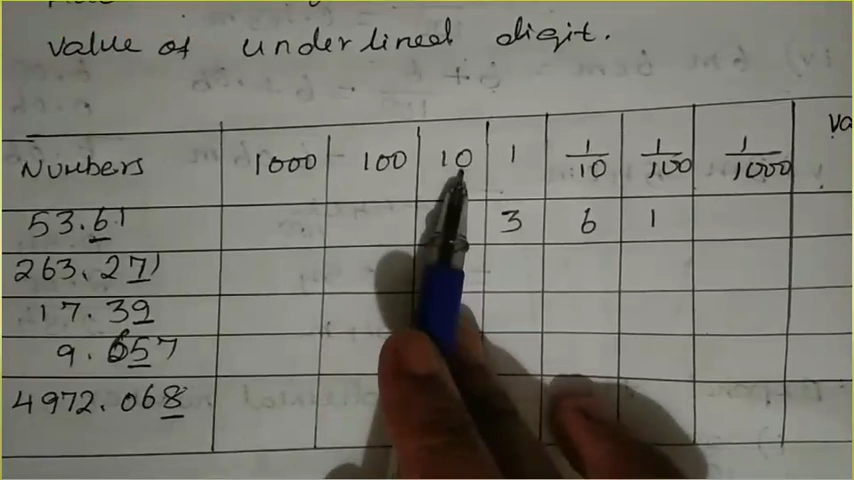 value of underlined digit.
Numbers 1000 100 10 1 1/10 1/100 1/1000
53.61 3 6 1
263.271
17.39
9.657
4972.068